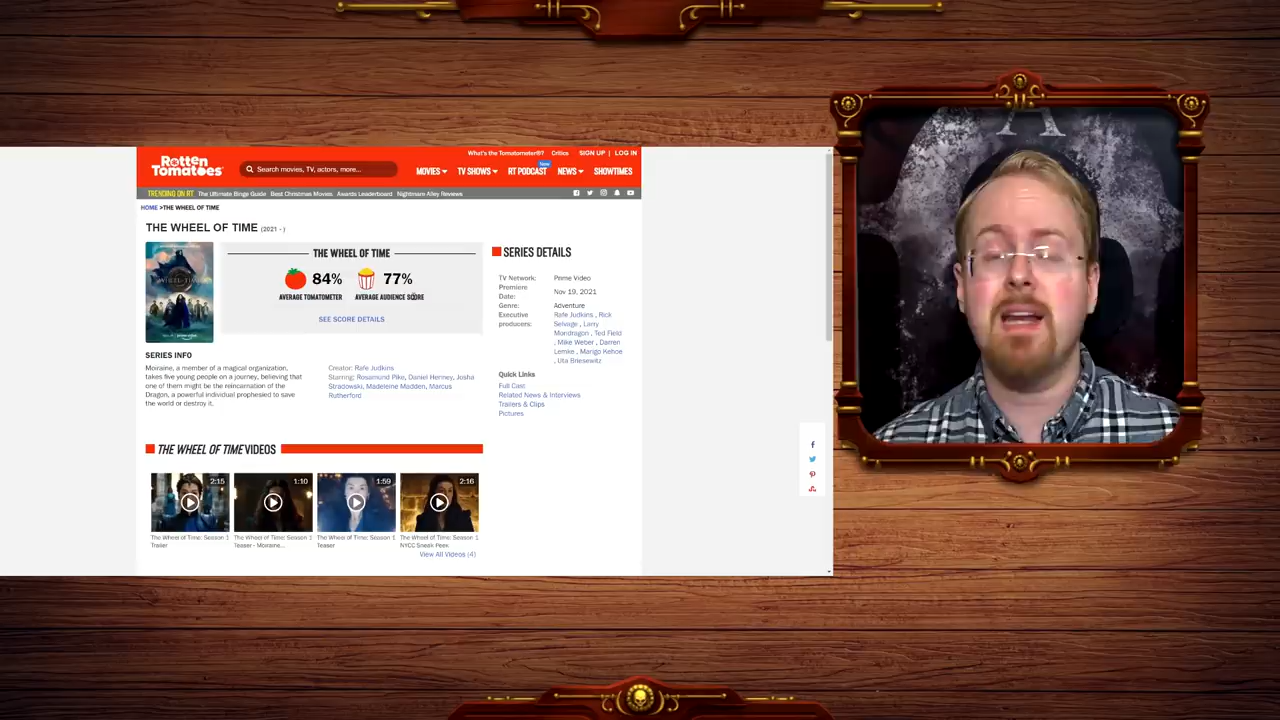 What's the Tomatometer®?
Critics
SIGN UP | LOG IN
Rotten
Tomatoes
Search movies, TV, actors, more...
MOVIES
TV SHOWS
New
RT PODCAST
NEWS
SHOWTIMES
TRENDING ON RT
The Ultimate Binge Guide
Best Christmas Movies
Awards Leaderboard
Nightmare Alley Reviews
HOME >THE WHEEL OF TIME
THE WHEEL OF TIME (2021 - )
THE WHEEL OF TIME
84%
77%
AVERAGE TOMATOMETER
AVERAGE AUDIENCE SCORE
SEE SCORE DETAILS
SERIES INFO
Moiraine, a member of a magical organization,
takes five young people on a journey, believing that
one of them might be the reincarnation of the
Dragon, a powerful individual prophesied to save
the world or destroy it.
Creator: Rafe Judkins
Starring: Rosamund Pike, Daniel Henney, Josha
Stradowski, Madeleine Madden, Marcus
Rutherford
SERIES DETAILS
TV Network: Prime Video
Premiere
Date: Nov 19, 2021
Genre: Adventure
Executive
producers:
Rafe Judkins , Rick
Selvage , Larry
Mondragon , Ted Field
, Mike Weber , Darren
Lemke , Marigo Kehoe
, Uta Briesewitz
Quick Links
Full Cast
Related News & Interviews
Trailers & Clips
Pictures
THE WHEEL OF TIME VIDEOS
2:15
1:10
1:59
2:16
The Wheel of Time: Season 1
Trailer
The Wheel of Time: Season 1
Teaser - Moiraine...
The Wheel of Time: Season 1
Teaser
The Wheel of Time: Season 1
NYCC Sneak Peek
View All Videos (4)